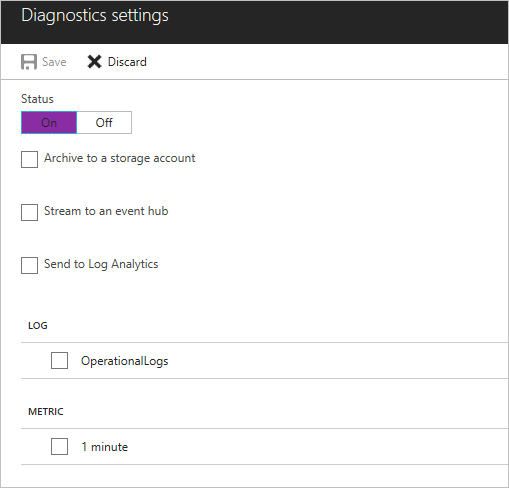 Diagnostics settings
Save Discard
Status
On Off
Archive to a storage account
Stream to an event hub
Send to Log Analytics
LOG
OperationalLogs
METRIC
1 minute